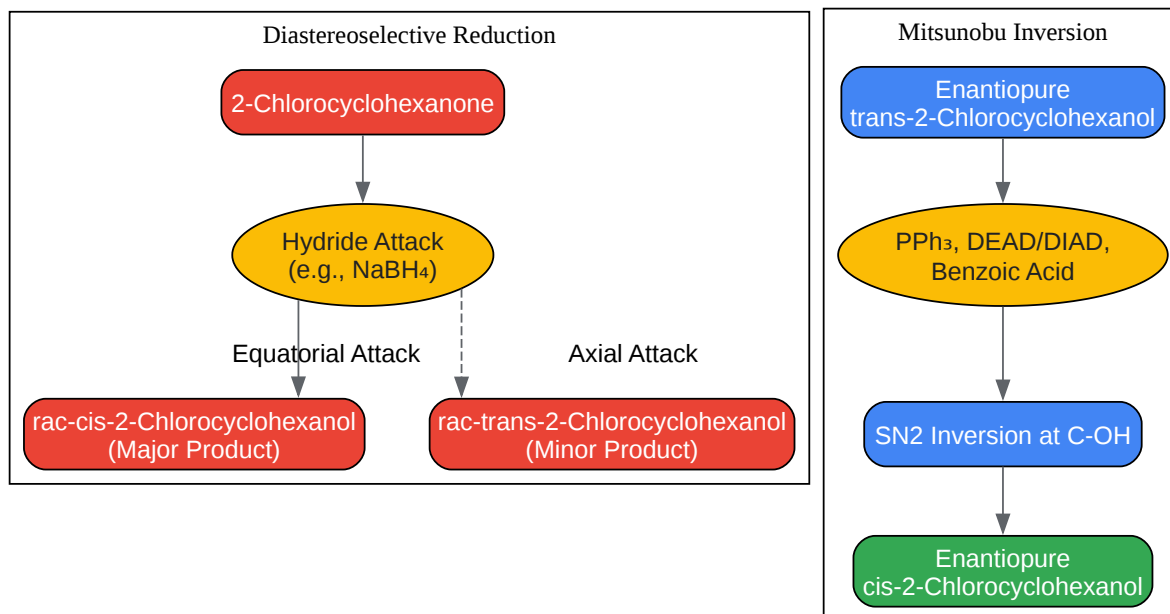 Diastereoselective Reduction
2-Chlorocyclohexanone
Hydride Attack
(e.g., NaBH₄)
Equatorial Attack
Axial Attack
rac-cis-2-Chlorocyclohexanol
(Major Product)
rac-trans-2-Chlorocyclohexanol
(Minor Product)
Mitsunobu Inversion
Enantiopure
trans-2-Chlorocyclohexanol
PPh₃, DEAD/DIAD,
Benzoic Acid
SN2 Inversion at C-OH
Enantiopure
cis-2-Chlorocyclohexanol